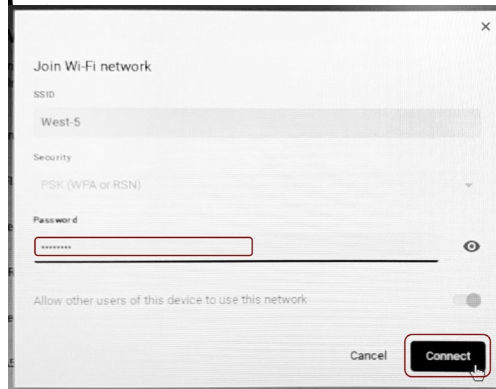 Join Wi-Fi network
SSID
West-5
Security
PSK (WPA or RSN)
Password
••••••••
Allow other users of this device to use this network
Cancel Connect